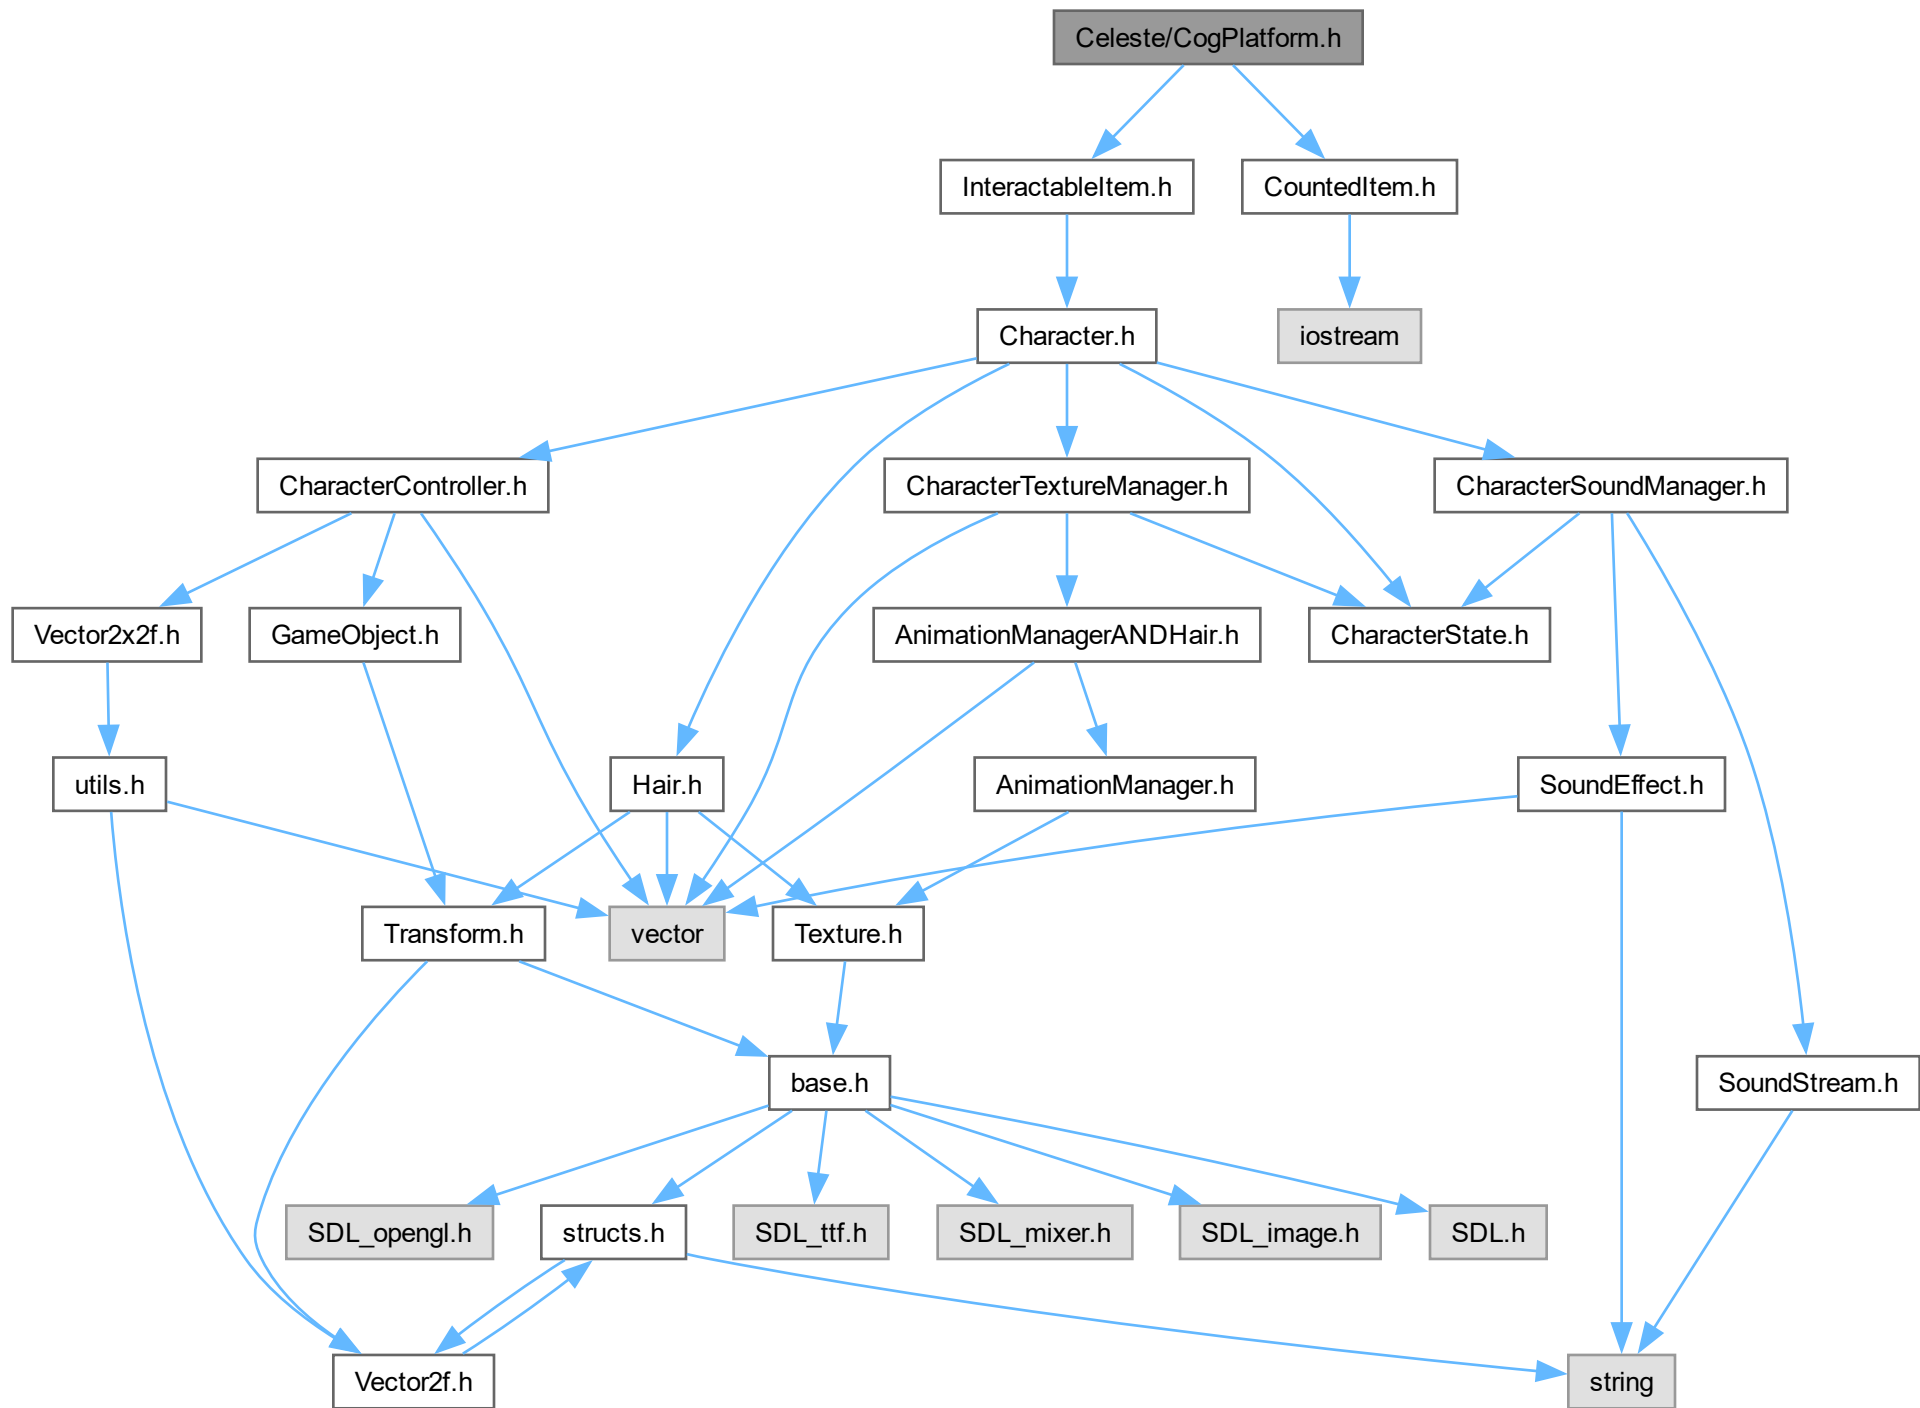 Celeste/CogPlatform.h
InteractableItem.h
CountedItem.h
Character.h
iostream
CharacterController.h
CharacterTextureManager.h
CharacterSoundManager.h
Vector2x2f.h
GameObject.h
AnimationManagerANDHair.h
CharacterState.h
utils.h
Hair.h
AnimationManager.h
SoundEffect.h
Transform.h
vector
Texture.h
base.h
SoundStream.h
SDL_opengl.h
structs.h
SDL_ttf.h
SDL_mixer.h
SDL_image.h
SDL.h
Vector2f.h
string